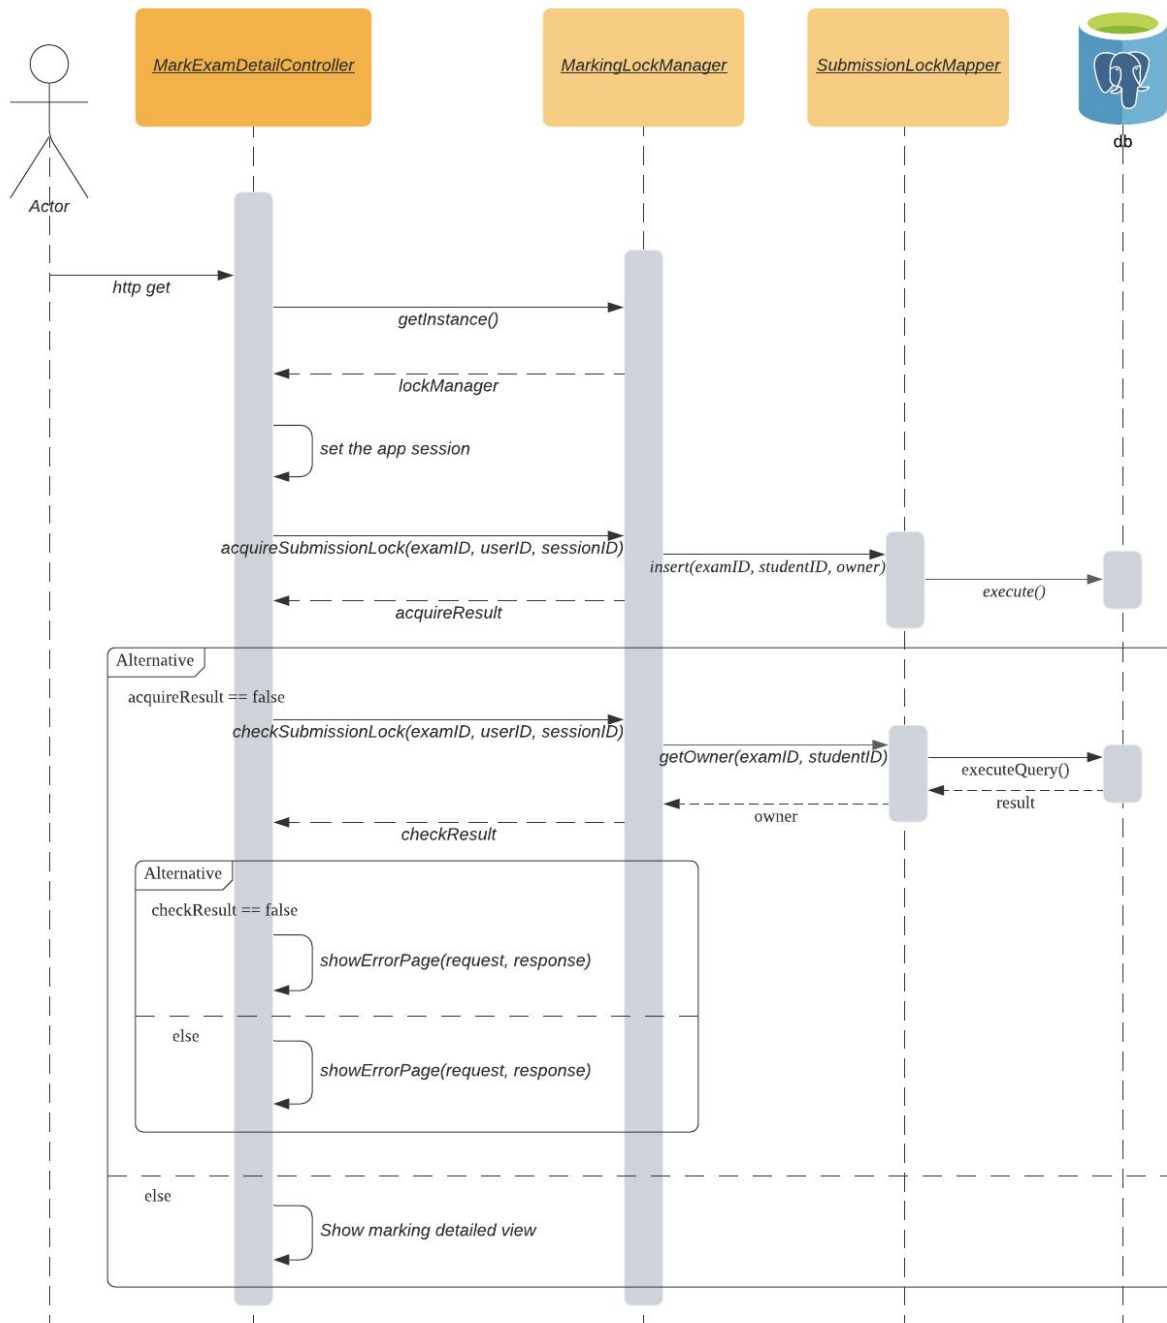 MarkExamDetailController
MarkingLockManager
SubmissionLockMapper
db
Actor
http get
getInstance()
lockManager
set the app session
acquireSubmissionLock(examID, userID, sessionID)
insert(examID, studentID, owner)
execute()
acquireResult
Alternative
acquireResult == false
checkSubmissionLock(examID, userID, sessionID)
getOwner(examID, studentID)
executeQuery()
result
owner
checkResult
Alternative
checkResult == false
showErrorPage(request, response)
else
showErrorPage(request, response)
else
Show marking detailed view